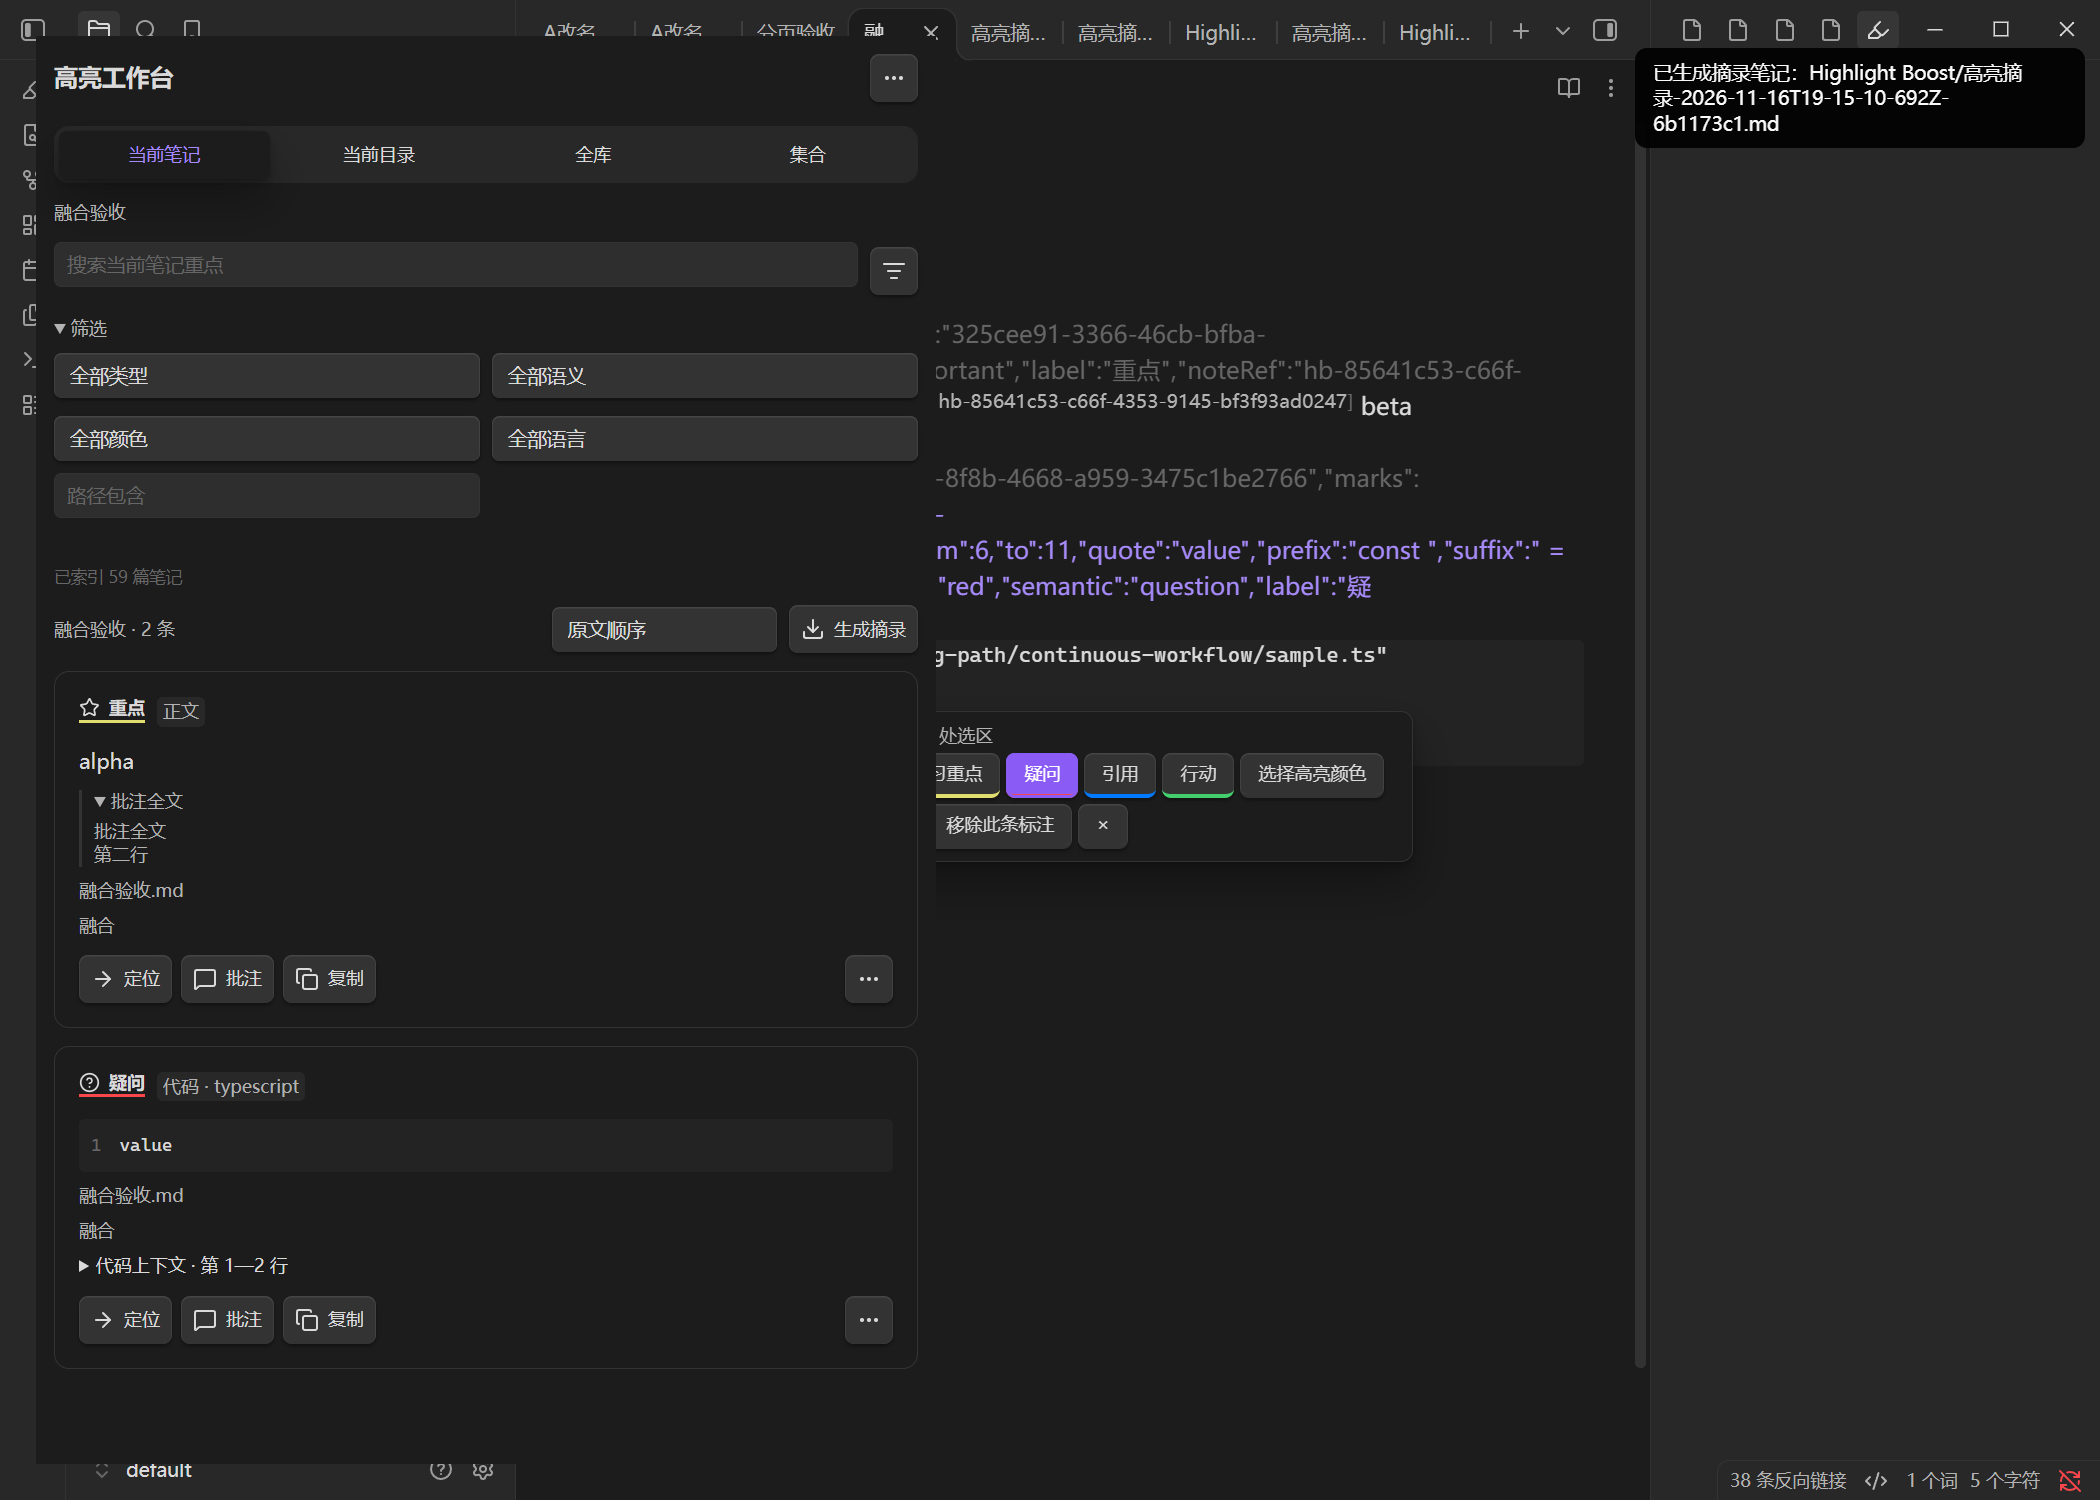 A改名
A改名
分页验收
融
高亮摘...
高亮摘...
Highli...
高亮摘...
Highli...
已生成摘录笔记：Highlight Boost/高亮摘
录-2026-11-16T19-15-10-692Z-
6b1173c1.md
高亮工作台
当前笔记
当前目录
全库
集合
融合验收
搜索当前笔记重点
筛选
全部类型
全部语义
全部颜色
全部语言
路径包含
已索引 59 篇笔记
融合验收 · 2 条
原文顺序
生成摘录
重点
正文
alpha
批注全文
批注全文
第二行
融合验收.md
融合
定位
批注
复制
疑问
代码 · typescript
1 value
融合验收.md
融合
代码上下文 · 第 1—2 行
定位
批注
复制
:"325cee91-3366-46cb-bfba-
ortant","label":"重点","noteRef":"hb-85641c53-c66f-
hb-85641c53-c66f-4353-9145-bf3f93ad0247] beta
-8f8b-4668-a959-3475c1be2766","marks":
-
m":6,"to":11,"quote":"value","prefix":"const ","suffix":" =
"red","semantic":"question","label":"疑
g-path/continuous-workflow/sample.ts"
处选区
习重点
疑问
引用
行动
选择高亮颜色
移除此条标注
×
default
38 条反向链接
1 个词
5 个字符